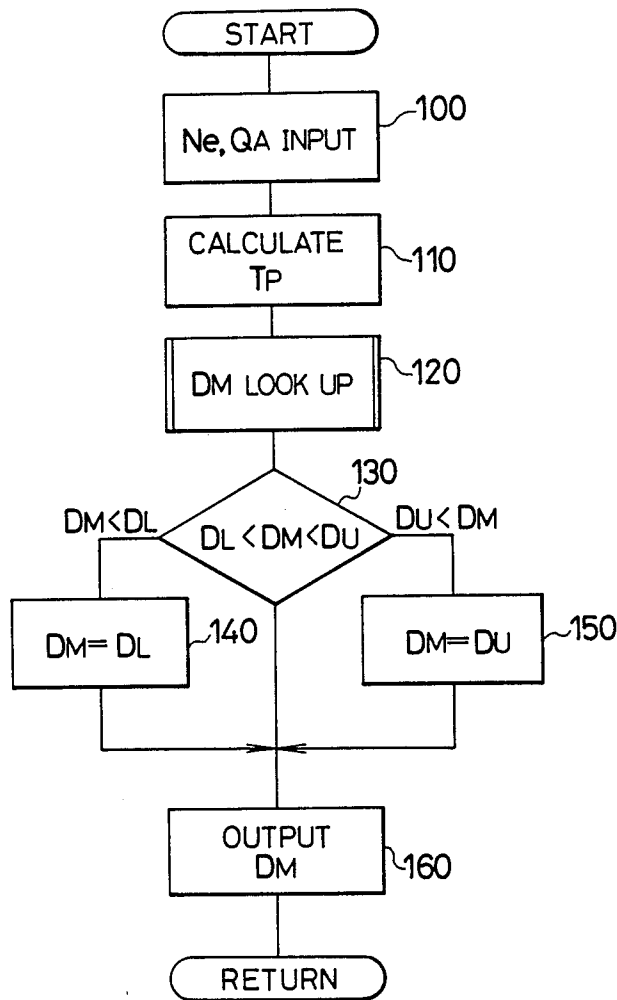 START
Ne, QA INPUT
100
CALCULATE
TP
110
DM LOOK UP
120
130
DM<DL
DL<DM<DU
DU<DM
DM=DL
140
DM=DU
150
OUTPUT
DM
160
RETURN